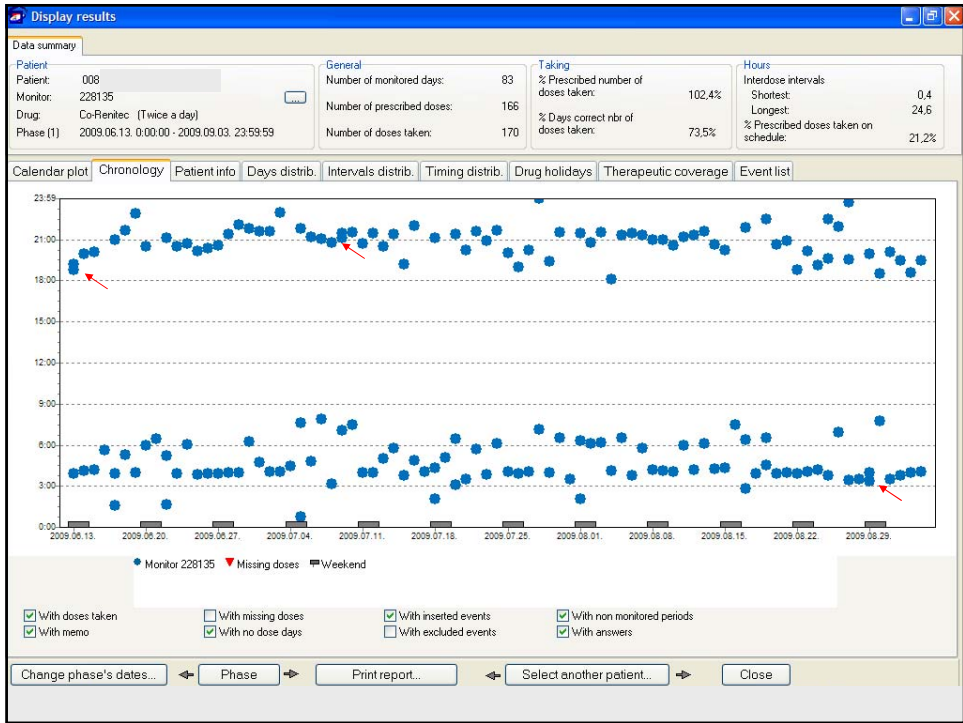 Display results
Data summary
Patient
Patient: 008
Monitor: 228135 ...
Drug: Co-Renitec (Twice a day)
Phase (1) 2009.06.13. 0:00:00 - 2009.09.03. 23:59:59
General
Number of monitored days: 83
Number of prescribed doses: 166
Number of doses taken: 170
Taking
% Prescribed number of
doses taken: 102,4%
% Days correct nbr of
doses taken: 73,5%
Hours
Interdose intervals
Shortest: 0,4
Longest: 24,6
% Prescribed doses taken on
schedule: 21,2%
Calendar plot Chronology Patient info Days distrib. Intervals distrib. Timing distrib. Drug holidays Therapeutic coverage Event list
23:59
21:00
18:00
15:00
12:00
9:00
6:00
3:00
0:00
2009.06.13. 2009.06.20. 2009.06.27. 2009.07.04. 2009.07.11. 2009.07.18. 2009.07.25. 2009.08.01. 2009.08.08. 2009.08.15. 2009.08.22. 2009.08.29.
Monitor 228135 Missing doses Weekend
With doses taken With missing doses With inserted events With non monitored periods
With memo With no dose days With excluded events With answers
Change phase's dates... Phase Print report... Select another patient... Close